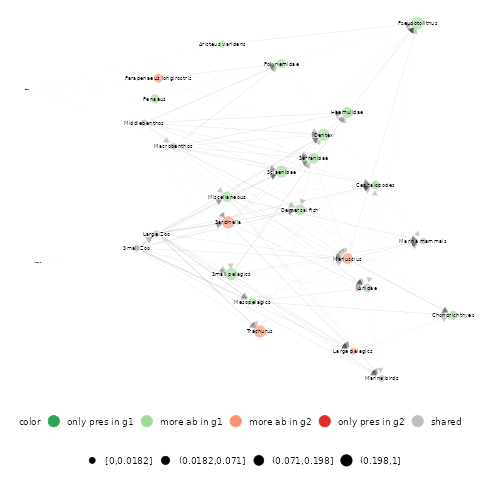 Pseudotolithus
Aristeus varidens
Polynemidae
Parapenaeus longirostris
Penaeus
Haemulidae
Middle benthos
Dentex
Macrobenthos
Serranidae
Sciaenidae
Cephalopodes
Miscellaneous
Demersal fish
Sardinella
Large Zoo
Marine mammals
Small Zoo
Merluccius
Small pelagics
Ariidae
Mesopelagics
Chondrichthyes
Trachurus
Large pelagics
Marine birds
color only pres in g1 more ab in g1 more ab in g2 only pres in g2 shared
[0,0.0182] (0.0182,0.071] (0.071,0.198] (0.198,1]